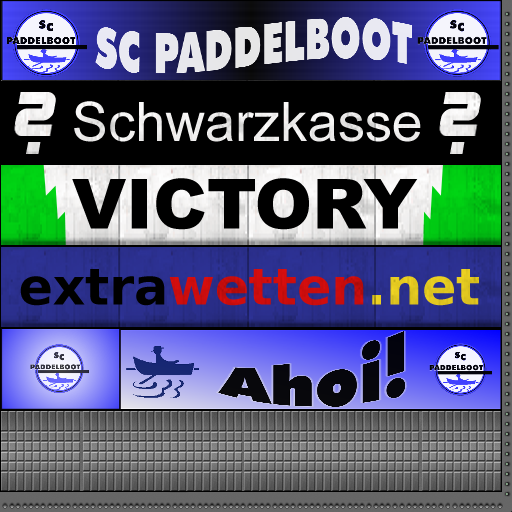 SC PADDELBOOT
SC PADDELBOOT
SC PADDELBOOT
? Schwarzkasse ?
VICTORY
extrawetten.net
SC PADDELBOOT
Ahoi!
SC PADDELBOOT